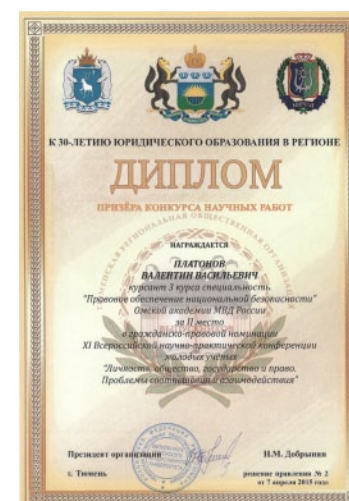 К 30-ЛЕТИЮ ЮРИДИЧЕСКОГО ОБРАЗОВАНИЯ В РЕГИОНЕ
ДИПЛОМ
ПРИЗЁРА КОНКУРСА НАУЧНЫХ РАБОТ
НАГРАЖДАЕТСЯ
ПЛАТОНОВ
ВАЛЕНТИН ВАСИЛЬЕВИЧ
курсант 3 курса специальность
"Правовое обеспечение национальной безопасности"
Омской академии МВД России
за II место
в гражданско-правовой номинации
XI Всероссийской научно-практической конференции
молодых учёных
"Личность, общество, государство и право.
Проблемы соотношения и взаимодействия"
Президент организации
Н.М. Добрынин
г. Тюмень
решение правления № 2
от 7 апреля 2015 года